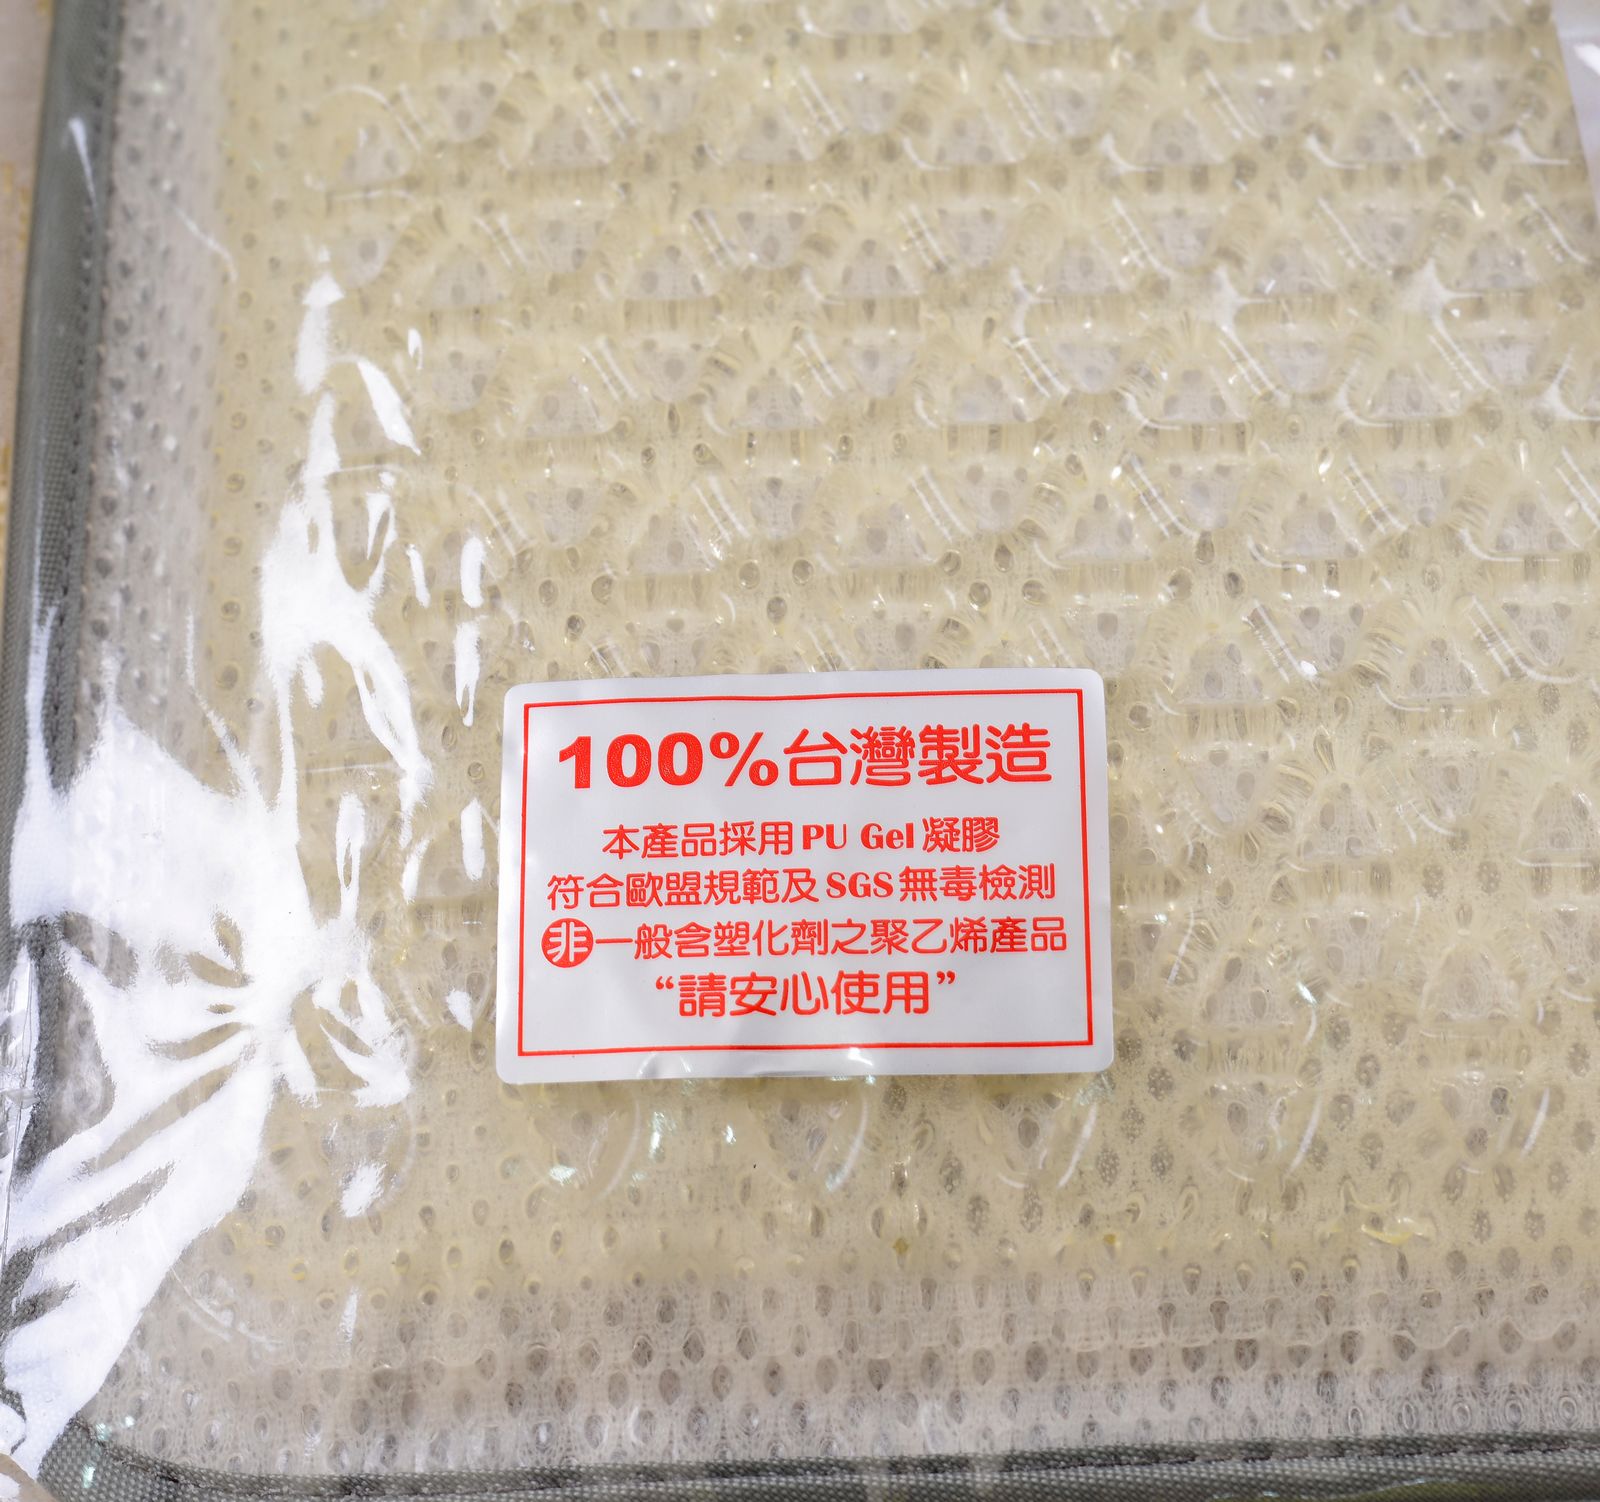 100%台灣製造
本產品採用PU Gel凝膠
符合歐盟規範及SGS無毒檢測
非一般含塑化劑之聚乙烯產品
“請安心使用”